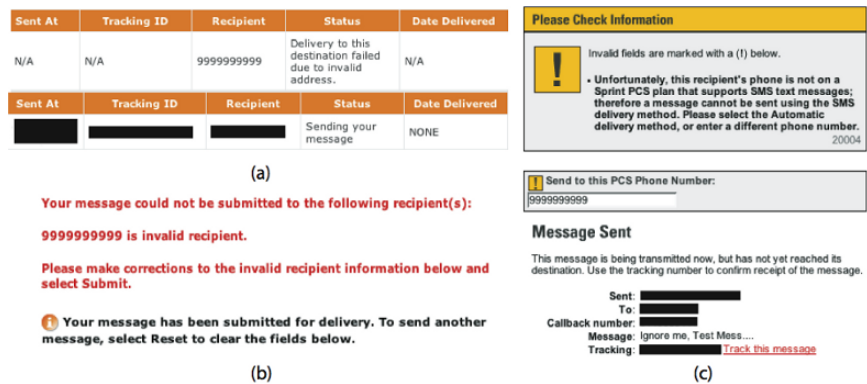 Sent At Tracking ID Recipient Status Date Delivered
N/A N/A 9999999999 Delivery to this
destination failed
due to invalid
address. N/A
Sent At Tracking ID Recipient Status Date Delivered
Sending your
message NONE
(a)
Your message could not be submitted to the following recipient(s):
9999999999 is invalid recipient.
Please make corrections to the invalid recipient information below and
select Submit.
Your message has been submitted for delivery. To send another
message, select Reset to clear the fields below.
(b)
Please Check Information
! Invalid fields are marked with a (!) below.
• Unfortunately, this recipient's phone is not on a
Sprint PCS plan that supports SMS text messages;
therefore a message cannot be sent using the SMS
delivery method. Please select the Automatic
delivery method, or enter a different phone number.
20004
! Send to this PCS Phone Number:
9999999999
Message Sent
This message is being transmitted now, but has not yet reached its
destination. Use the tracking number to confirm receipt of the message.
Sent:
To:
Callback number:
Message: Ignore me, Test Mess....
Tracking: Track this message
(c)